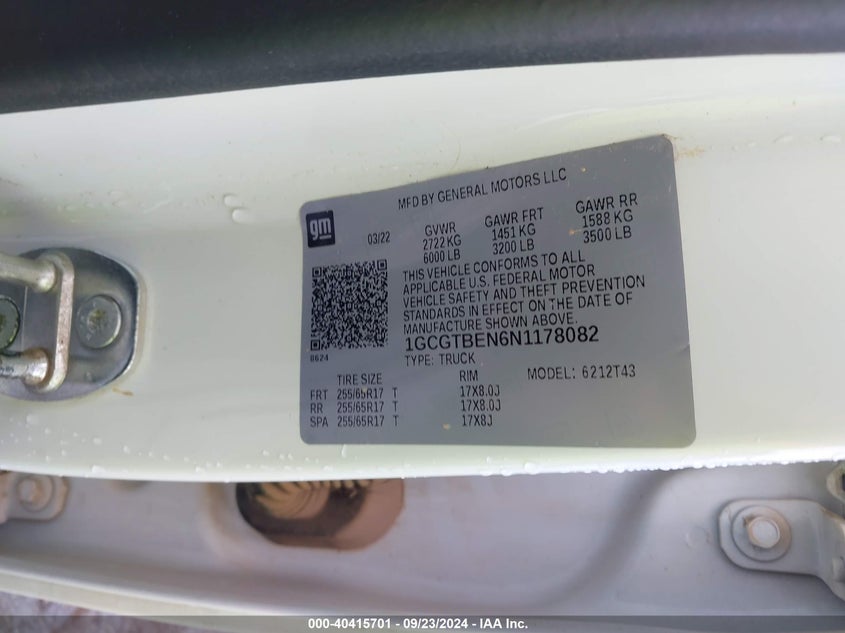 MFD BY GENERAL MOTORS LLC
gm
03/22
GVWR GAWR FRT GAWR RR
2722 KG 1451 KG 1588 KG
6000 LB 3200 LB 3500 LB
THIS VEHICLE CONFORMS TO ALL
APPLICABLE U.S. FEDERAL MOTOR
VEHICLE SAFETY AND THEFT PREVENTION
STANDARDS IN EFFECT ON THE DATE OF
MANUFACTURE SHOWN ABOVE.
1GCGTBEN6N1178082
8624
TYPE: TRUCK
MODEL: 6212T43
TIRE SIZE RIM
FRT 255/65R17 T 17X8.0J
RR 255/65R17 T 17X8.0J
SPA 255/65R17 T 17X8J
000-40415701 - 09/23/2024 - IAA Inc.